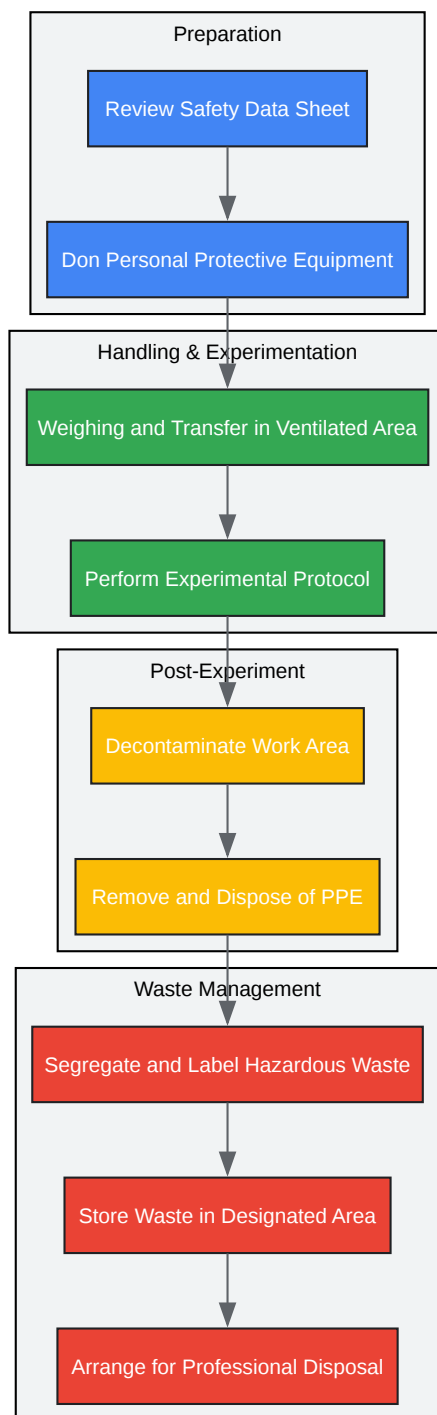 Preparation
Review Safety Data Sheet
Don Personal Protective Equipment
Handling & Experimentation
Weighing and Transfer in Ventilated Area
Perform Experimental Protocol
Post-Experiment
Decontaminate Work Area
Remove and Dispose of PPE
Waste Management
Segregate and Label Hazardous Waste
Store Waste in Designated Area
Arrange for Professional Disposal